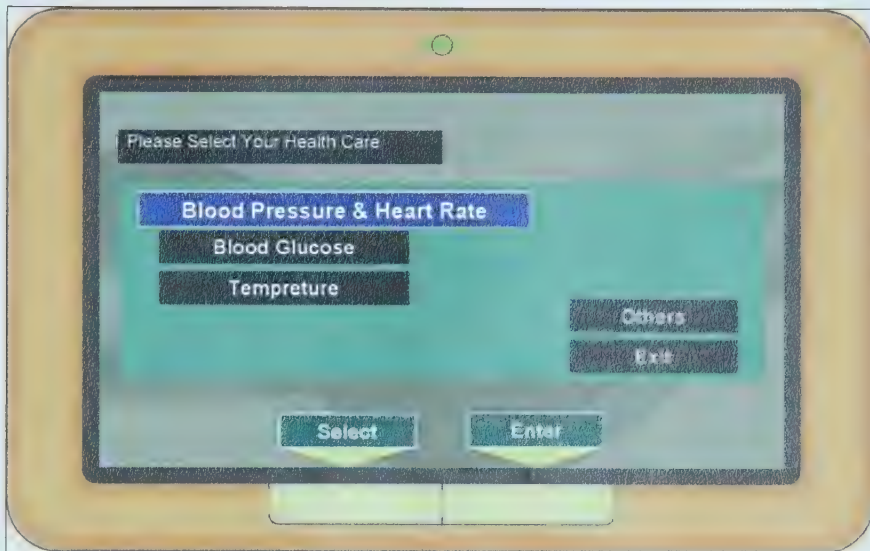 Please Select Your Health Care
Blood Pressure & Heart Rate
Blood Glucose
Tempreture
Others
Exit
Select
Enter